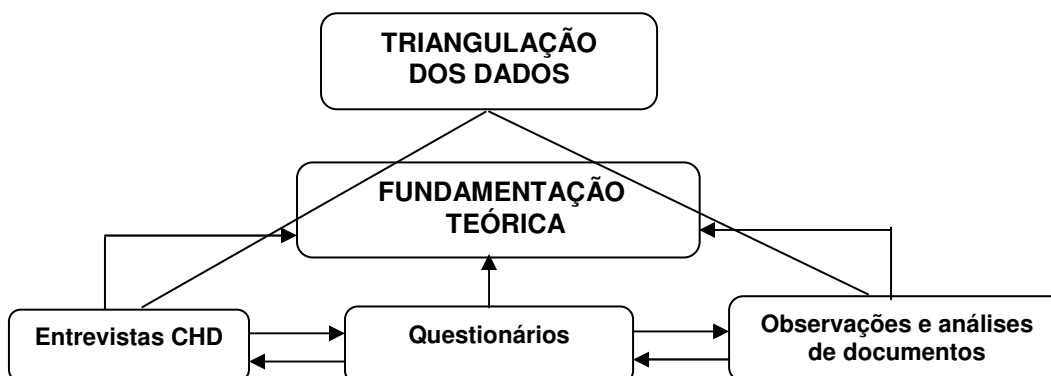 TRIANGULAÇÃO
DOS DADOS
FUNDAMENTAÇÃO
TEÓRICA
Entrevistas CHD
Questionários
Observações e análises
de documentos